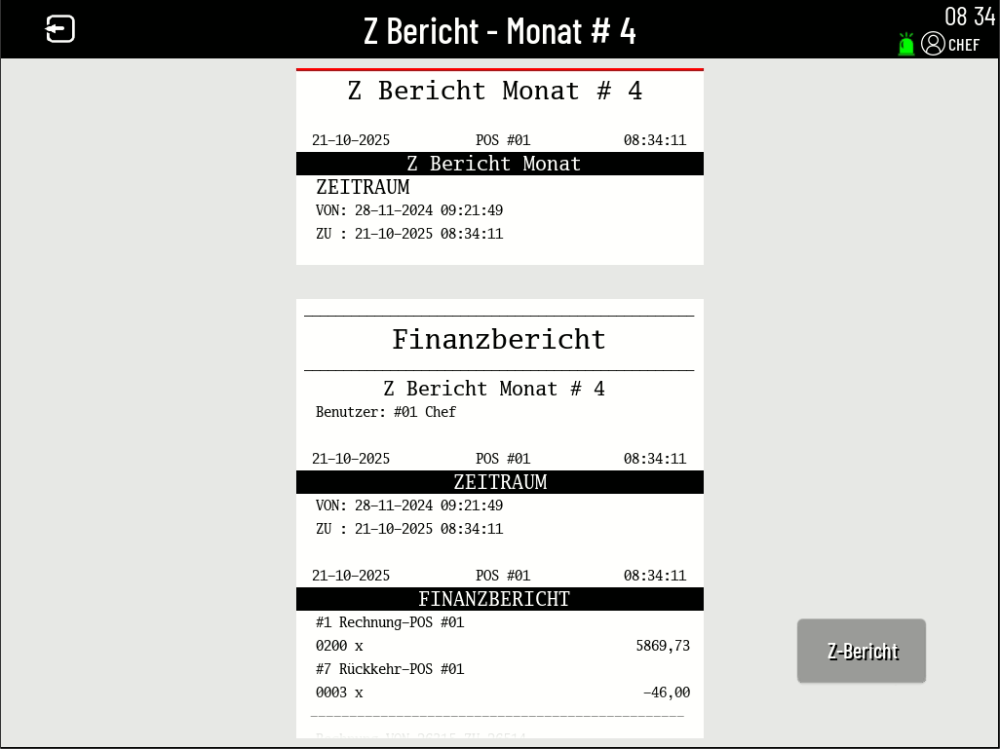 Z Bericht - Monat # 4
08 34
CHEF
Z Bericht Monat # 4
21-10-2025 POS #01 08:34:11
Z Bericht Monat
ZEITRAUM
VON: 28-11-2024 09:21:49
ZU : 21-10-2025 08:34:11
Finanzbericht
Z Bericht Monat # 4
Benutzer: #01 Chef
21-10-2025 POS #01 08:34:11
ZEITRAUM
VON: 28-11-2024 09:21:49
ZU : 21-10-2025 08:34:11
21-10-2025 POS #01 08:34:11
FINANZBERICHT
#1 Rechnung-POS #01
0200 x 5869,73
#7 Rückkehr-POS #01
0003 x -46,00
Z-Bericht